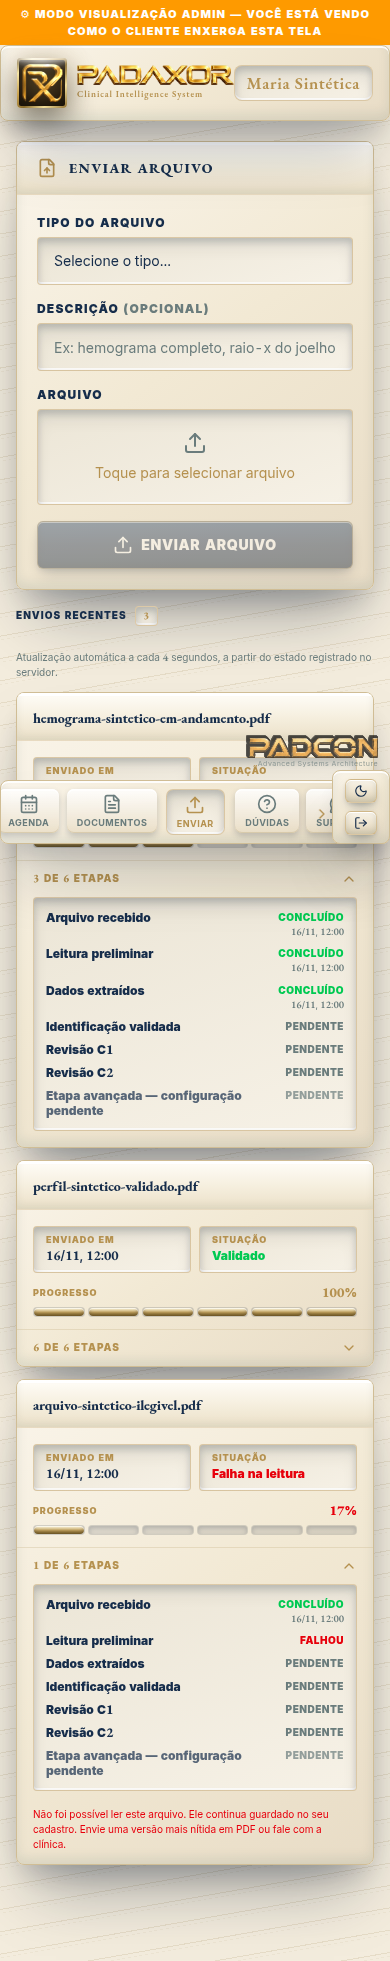 ⚙ MODO VISUALIZAÇÃO ADMIN — VOCÊ ESTÁ VENDO
COMO O CLIENTE ENXERGA ESTA TELA
PADAXOR
Clinical Intelligence System
Maria Sintética
ENVIAR ARQUIVO
TIPO DO ARQUIVO
Selecione o tipo...
DESCRIÇÃO (OPCIONAL)
Ex: hemograma completo, raio-x do joelho
ARQUIVO
Toque para selecionar arquivo
ENVIAR ARQUIVO
ENVIOS RECENTES 3
Atualização automática a cada 4 segundos, a partir do estado registrado no
servidor.
hemograma-sintetico-em-andamento.pdf
PADCON
Advanced Systems Architecture
ENVIADO EM
SITUAÇÃO
AGENDA
DOCUMENTOS
ENVIAR
DÚVIDAS
3 DE 6 ETAPAS
Arquivo recebido CONCLUÍDO
16/11, 12:00
Leitura preliminar CONCLUÍDO
16/11, 12:00
Dados extraídos CONCLUÍDO
16/11, 12:00
Identificação validada PENDENTE
Revisão C1 PENDENTE
Revisão C2 PENDENTE
Etapa avançada — configuração PENDENTE
pendente
perfil-sintetico-validado.pdf
ENVIADO EM
16/11, 12:00
SITUAÇÃO
Validado
PROGRESSO 100%
6 DE 6 ETAPAS
arquivo-sintetico-ilegivel.pdf
ENVIADO EM
16/11, 12:00
SITUAÇÃO
Falha na leitura
PROGRESSO 17%
1 DE 6 ETAPAS
Arquivo recebido CONCLUÍDO
16/11, 12:00
Leitura preliminar FALHOU
Dados extraídos PENDENTE
Identificação validada PENDENTE
Revisão C1 PENDENTE
Revisão C2 PENDENTE
Etapa avançada — configuração PENDENTE
pendente
Não foi possível ler este arquivo. Ele continua guardado no seu
cadastro. Envie uma versão mais nítida em PDF ou fale com a
clínica.